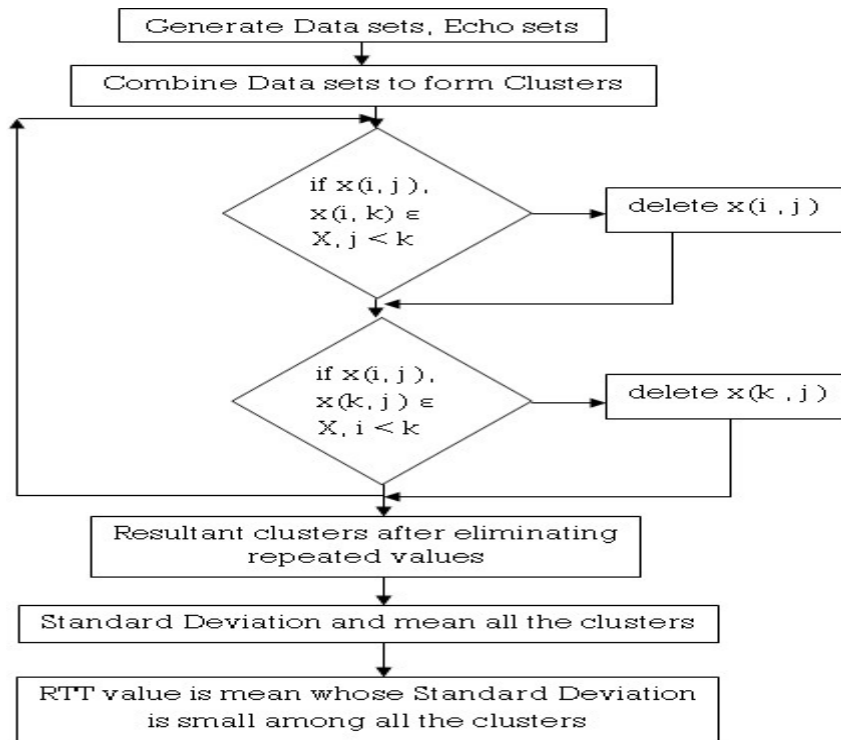 Generate Data sets, Echo sets
Combine Data sets to form Clusters
if x(i, j),
x(i, k) ε
X, j < k
delete x(i , j)
if x(i, j),
x(k, j) ε
X, i < k
delete x(k , j)
Resultant clusters after eliminating
repeated values
Standard Deviation and mean all the clusters
RTT value is mean whose Standard Deviation
is small among all the clusters